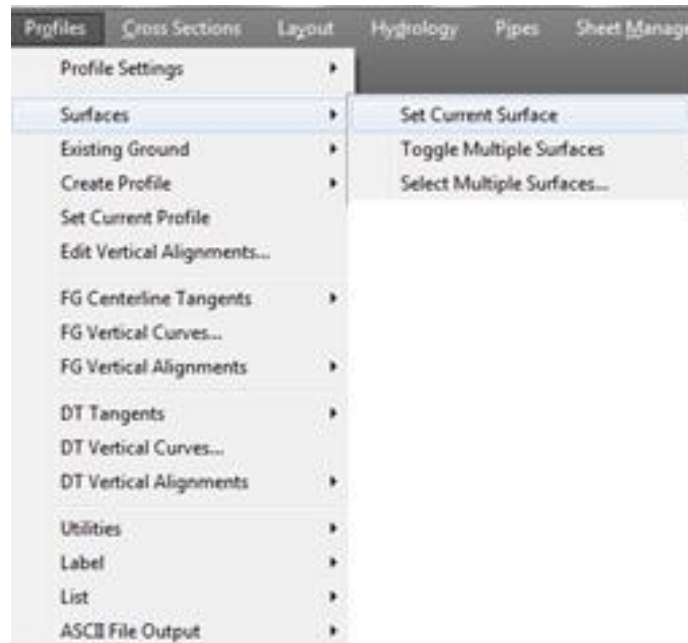 Profiles Cross Sections Layout Hydrology Pipes Sheet Manage
Profile Settings
Surfaces
Set Current Surface
Existing Ground
Toggle Multiple Surfaces
Create Profile
Select Multiple Surfaces...
Set Current Profile
Edit Vertical Alignments...
FG Centerline Tangents
FG Vertical Curves...
FG Vertical Alignments
DT Tangents
DT Vertical Curves...
DT Vertical Alignments
Utilities
Label
List
ASCII File Output